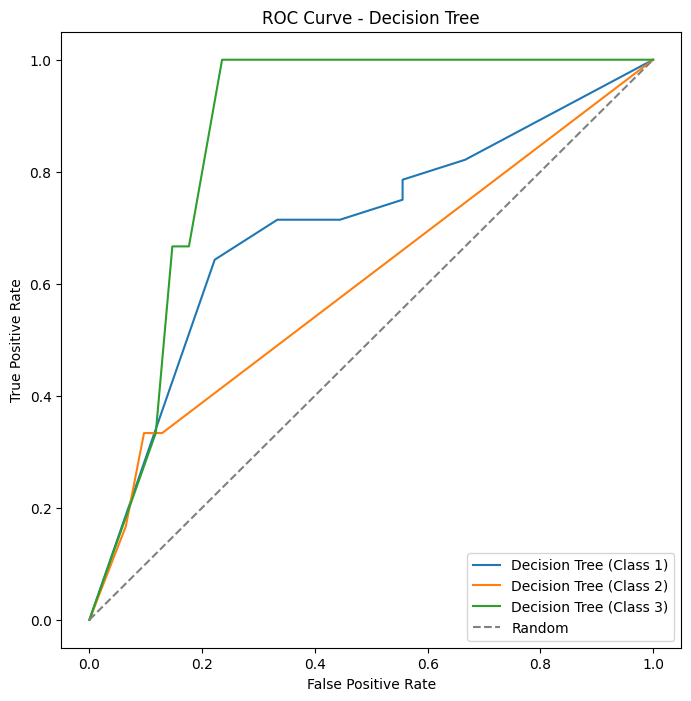 ROC Curve - Decision Tree
True Positive Rate
1.0
0.8
0.6
0.4
0.2
0.0
Decision Tree (Class 1)
Decision Tree (Class 2)
Decision Tree (Class 3)
Random
0.0 0.2 0.4 0.6 0.8 1.0
False Positive Rate